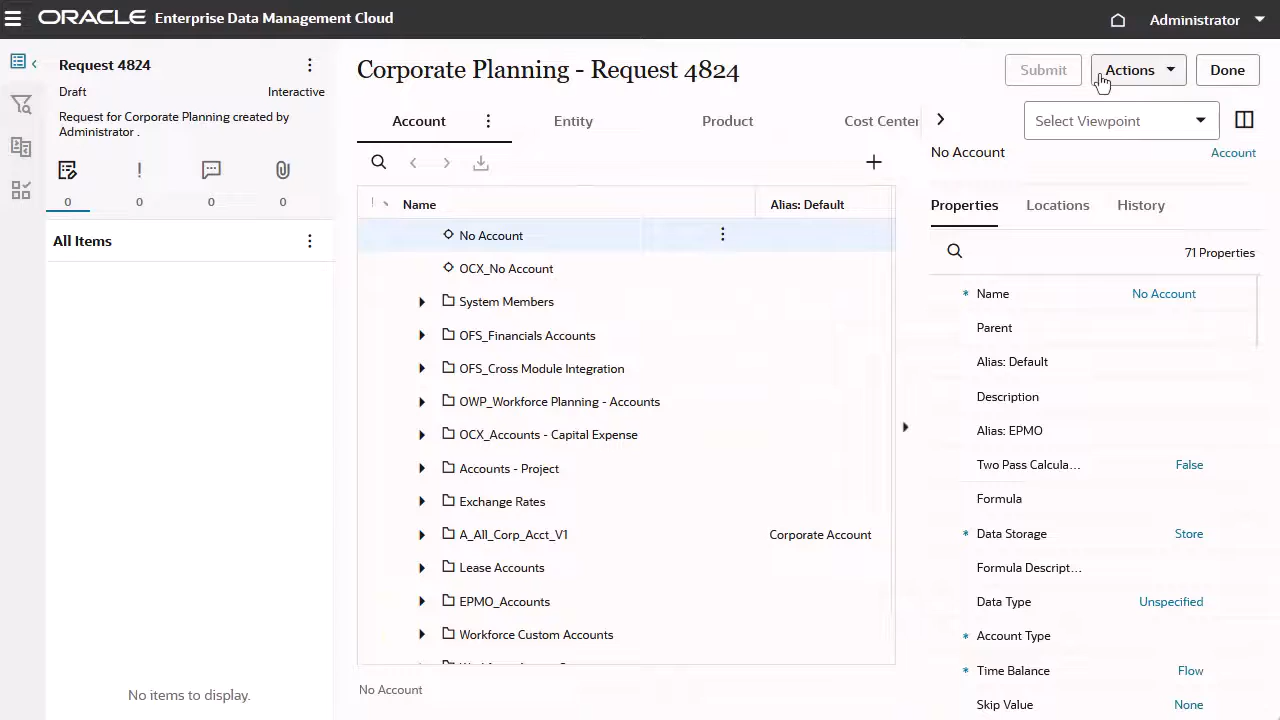 ORACLE Enterprise Data Management Cloud
Administrator
Request 4824
Draft
Interactive
Request for Corporate Planning created by
Administrator .
0
0
0
0
All Items
No items to display.
Corporate Planning - Request 4824
Submit
Actions
Done
Account
Entity
Product
Cost Center
Select Viewpoint
Name
Alias: Default
No Account
OCX_No Account
System Members
OFS_Financials Accounts
OFS_Cross Module Integration
OWP_Workforce Planning - Accounts
OCX_Accounts - Capital Expense
Accounts - Project
Exchange Rates
A_All_Corp_Acct_V1
Corporate Account
Lease Accounts
EPMO_Accounts
Workforce Custom Accounts
No Account
No Account
Account
Properties
Locations
History
71 Properties
* Name
No Account
Parent
Alias: Default
Description
Alias: EPMO
Two Pass Calcula...
False
Formula
* Data Storage
Store
Formula Descript...
Data Type
Unspecified
* Account Type
* Time Balance
Flow
Skip Value
None